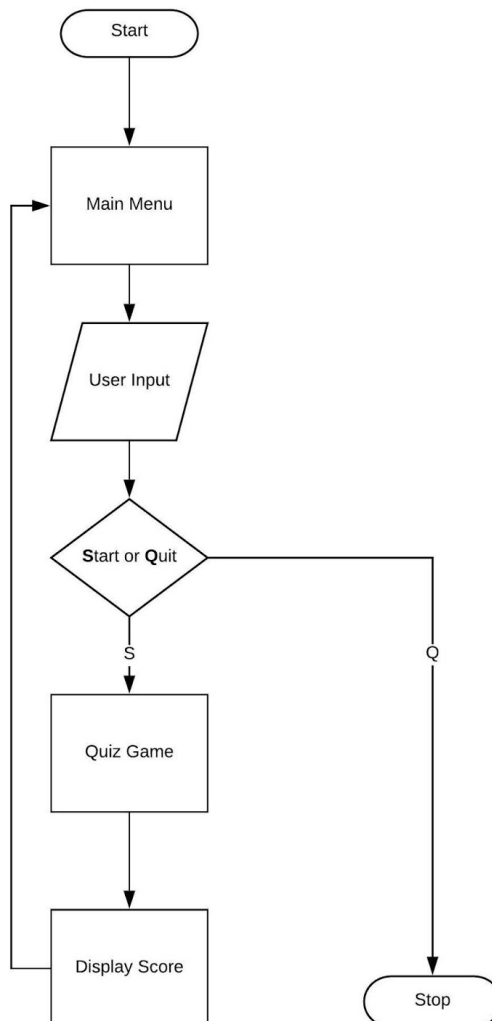 Start
Main Menu
User Input
Start or Quit
S
Q
Quiz Game
Display Score
Stop